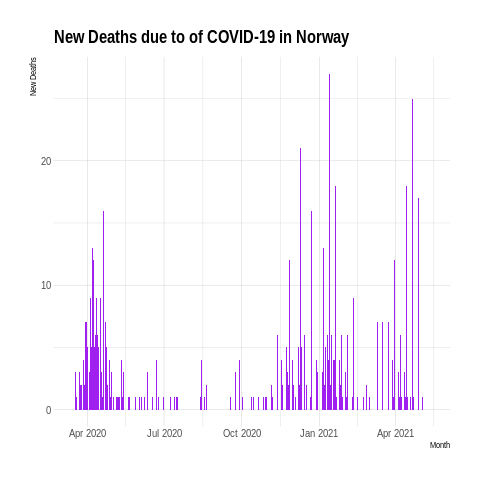 New Deaths due to of COVID-19 in Norway
New Deaths
20
10
0
Apr 2020 Jul 2020 Oct 2020 Jan 2021 Apr 2021
Month